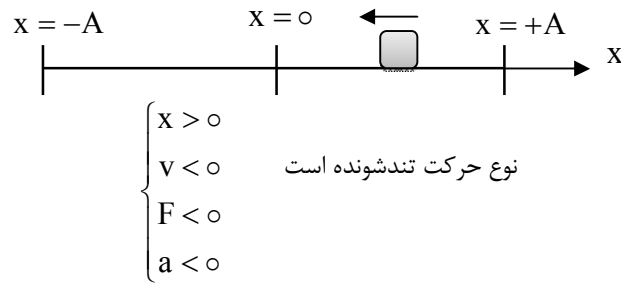 x = −A x = ○ x = +A
x
x > ○
v < ○ نوع حرکت تندشونده است
F < ○
a < ○